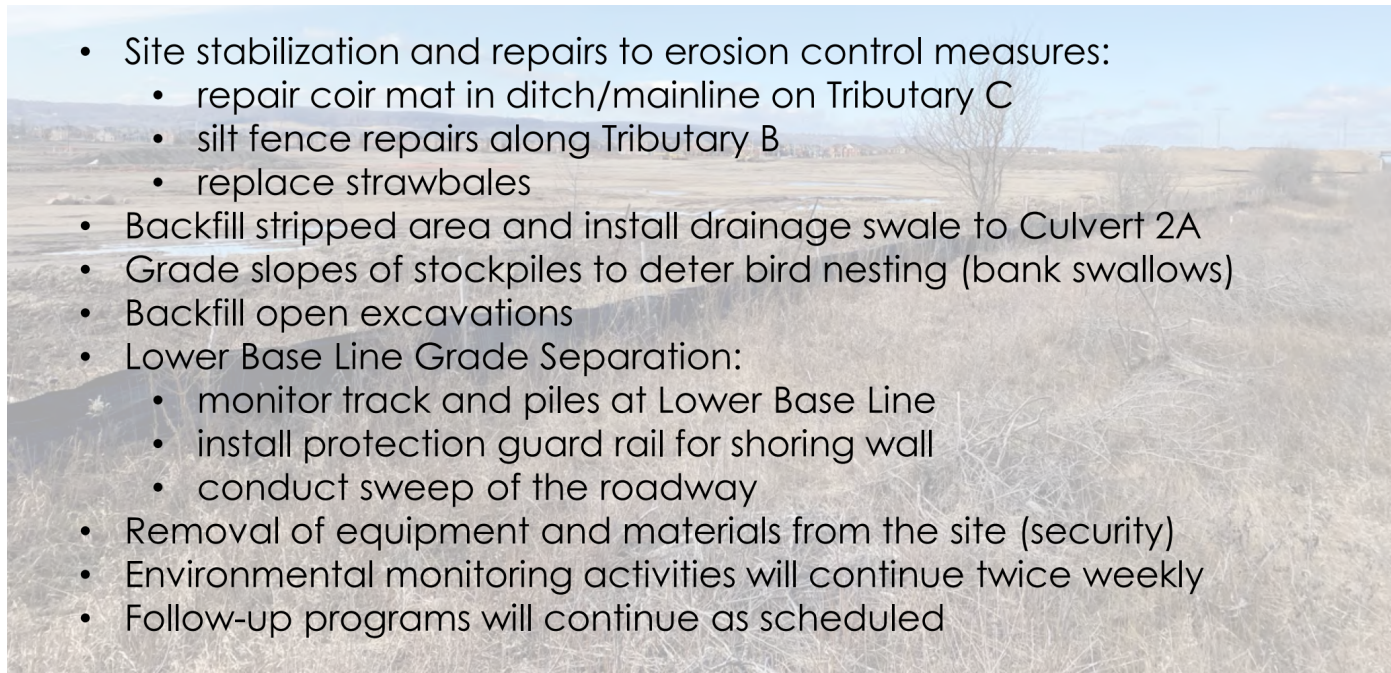 • Site stabilization and repairs to erosion control measures:
• repair coir mat in ditch/mainline on Tributary C
• silt fence repairs along Tributary B
• replace strawbales
• Backfill stripped area and install drainage swale to Culvert 2A
• Grade slopes of stockpiles to deter bird nesting (bank swallows)
• Backfill open excavations
• Lower Base Line Grade Separation:
• monitor track and piles at Lower Base Line
• install protection guard rail for shoring wall
• conduct sweep of the roadway
• Removal of equipment and materials from the site (security)
• Environmental monitoring activities will continue twice weekly
• Follow-up programs will continue as scheduled